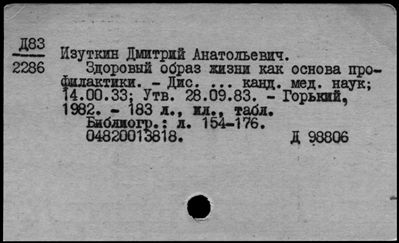 Д83
2286
Изуткин Дмитрий Анатольевич.
Здоровый образ жизни как основа про-
филактики. - Дис. ... канд. мед. наук;
14.00.33; Утв. 28.09.83. - Горький,
1982. - 183 л., ил., табл.
Библиогр.: л. 154-176.
04820013818. Д 98806